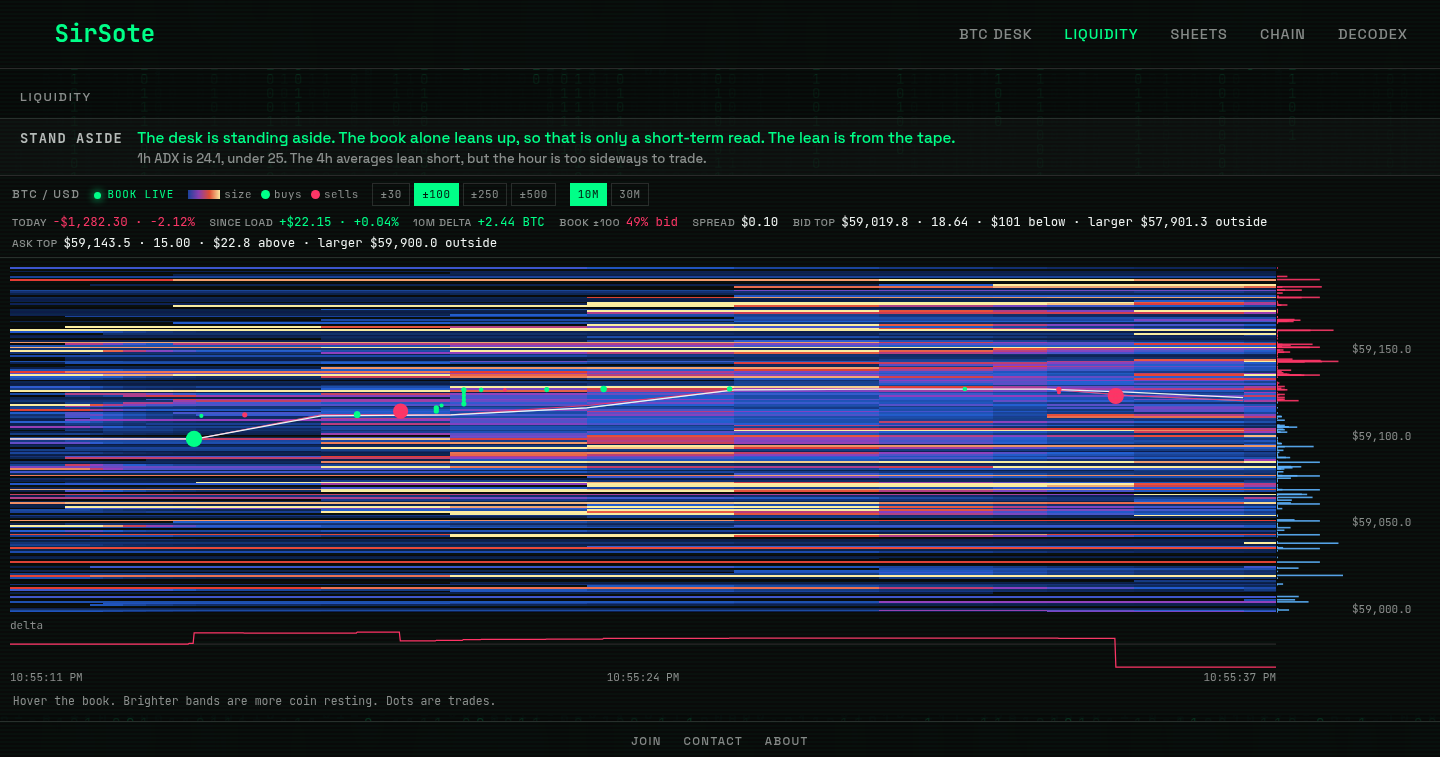 SirSote
BTC DESK LIQUIDITY SHEETS CHAIN DECODEX
LIQUIDITY
STAND ASIDE The desk is standing aside. The book alone leans up, so that is only a short-term read. The lean is from the tape.
1h ADX is 24.1, under 25. The 4h averages lean short, but the hour is too sideways to trade.
BTC / USD BOOK LIVE size buys sells ±30 ±100 ±250 ±500 10M 30M
TODAY -$1,282.30 · -2.12% SINCE LOAD +$22.15 · +0.04% 10M DELTA +2.44 BTC BOOK ±100 49% bid SPREAD $0.10 BID TOP $59,019.8 · 18.64 · $101 below · larger $57,901.3 outside
ASK TOP $59,143.5 · 15.00 · $22.8 above · larger $59,900.0 outside
$59,150.0
$59,100.0
$59,050.0
$59,000.0
delta
10:55:11 PM 10:55:24 PM 10:55:37 PM
Hover the book. Brighter bands are more coin resting. Dots are trades.
JOIN CONTACT ABOUT